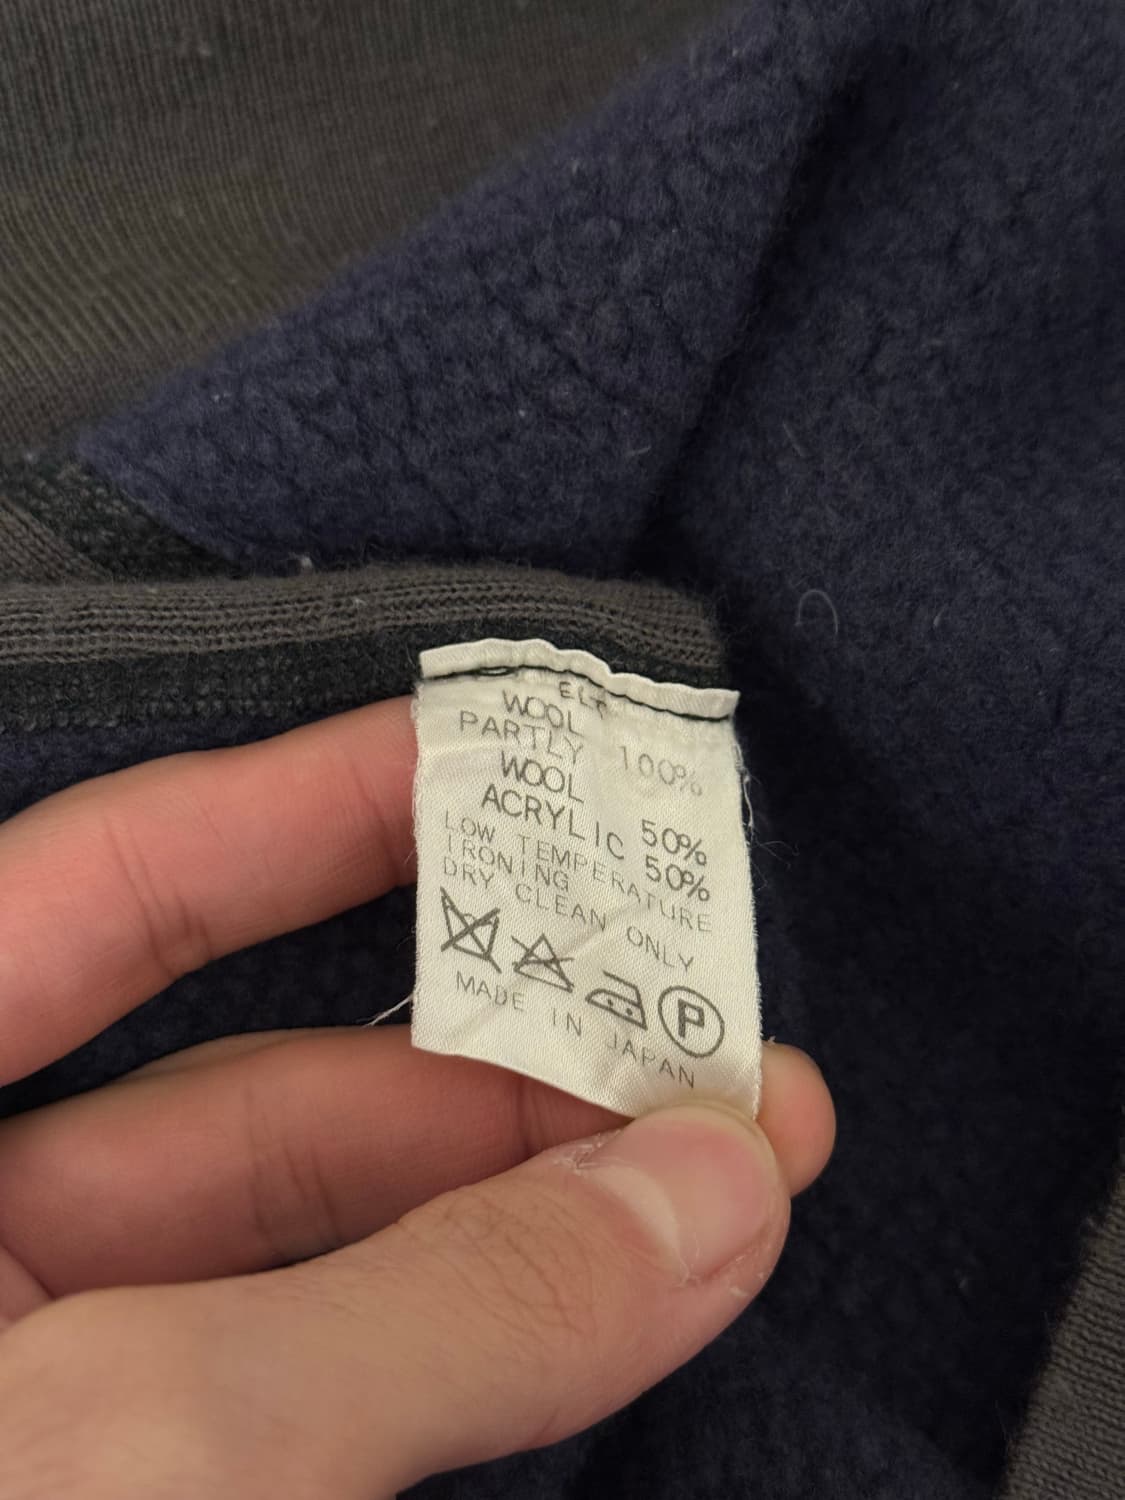 WOOL 100%
PARTLY
WOOL 50%
ACRYLIC 50%
LOW TEMPERATURE
IRONING
DRY CLEAN ONLY
P
MADE IN JAPAN